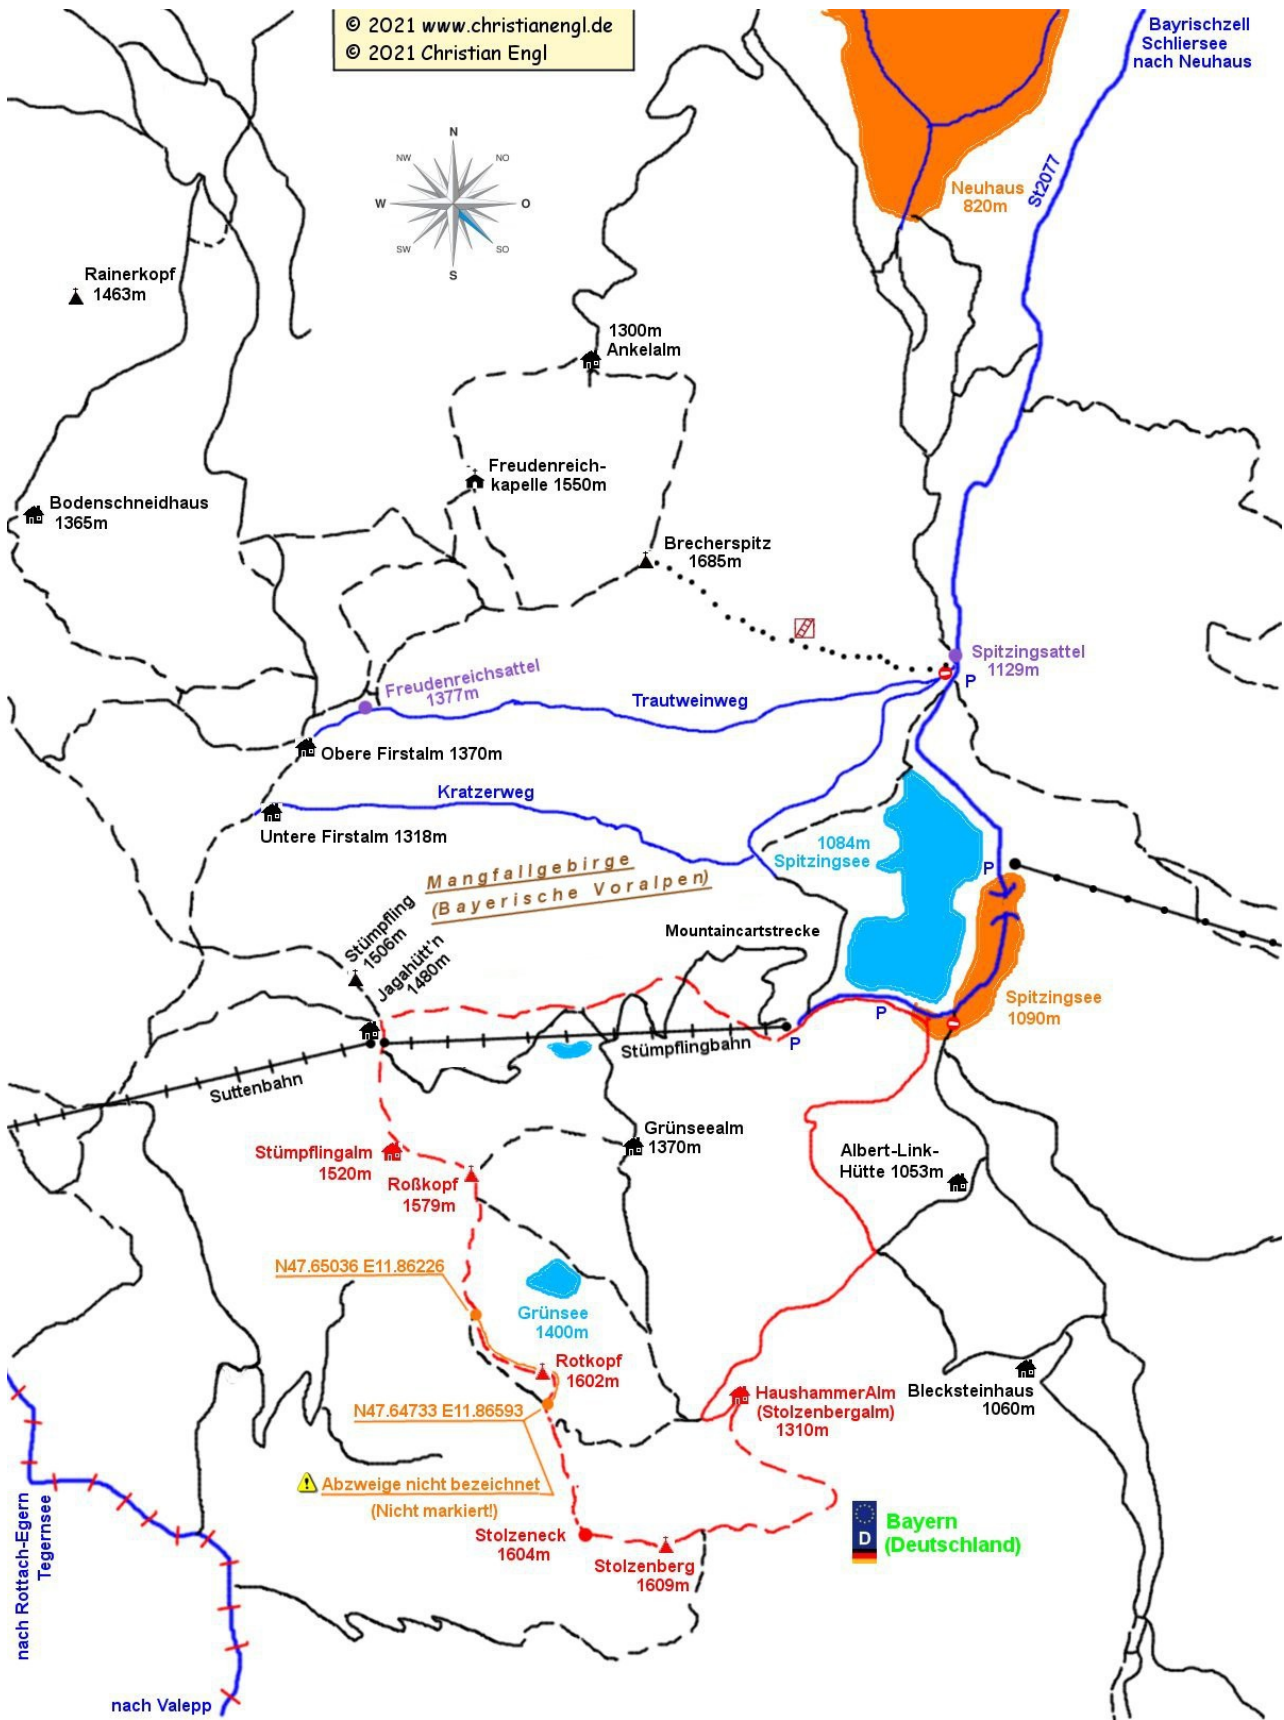 © 2021 www.christianengl.de
© 2021 Christian Engl
Bayrischzell
Schliersee
nach Neuhaus
N
NW
NO
W
O
SW
SO
S
St2077
Neuhaus
820m
Rainerkopf
1463m
1300m
Ankelalm
Freudenreich-
kapelle 1550m
Bodenschneidhaus
1365m
Brecherspitz
1685m
Spitzingsattel
1129m
P
Freudenreichsattel
1377m
Trautweinweg
Obere Firstalm 1370m
Kratzerweg
Untere Firstalm 1318m
1084m
Spitzingsee
P
Mangfallgebirge
(Bayerische Voralpen)
Stümpfling
1506m
Jagahütt'n
1480m
Mountaincartstrecke
Spitzingsee
1090m
P
P
Stümpflingbahn
Suttenbahn
Grünseealm
1370m
Stümpflingalm
1520m
Roßkopf
1579m
Albert-Link-
Hütte 1053m
N47.65036 E11.86226
Grünsee
1400m
Rotkopf
1602m
HaushammerAlm
(Stolzenbergalm)
1310m
Blecksteinhaus
1060m
N47.64733 E11.86593
Abzweige nicht bezeichnet
(Nicht markiert!)
Stolzeneck
1604m
Stolzenberg
1609m
D
Bayern
(Deutschland)
nach Rottach-Egern
Tegernsee
nach Valepp